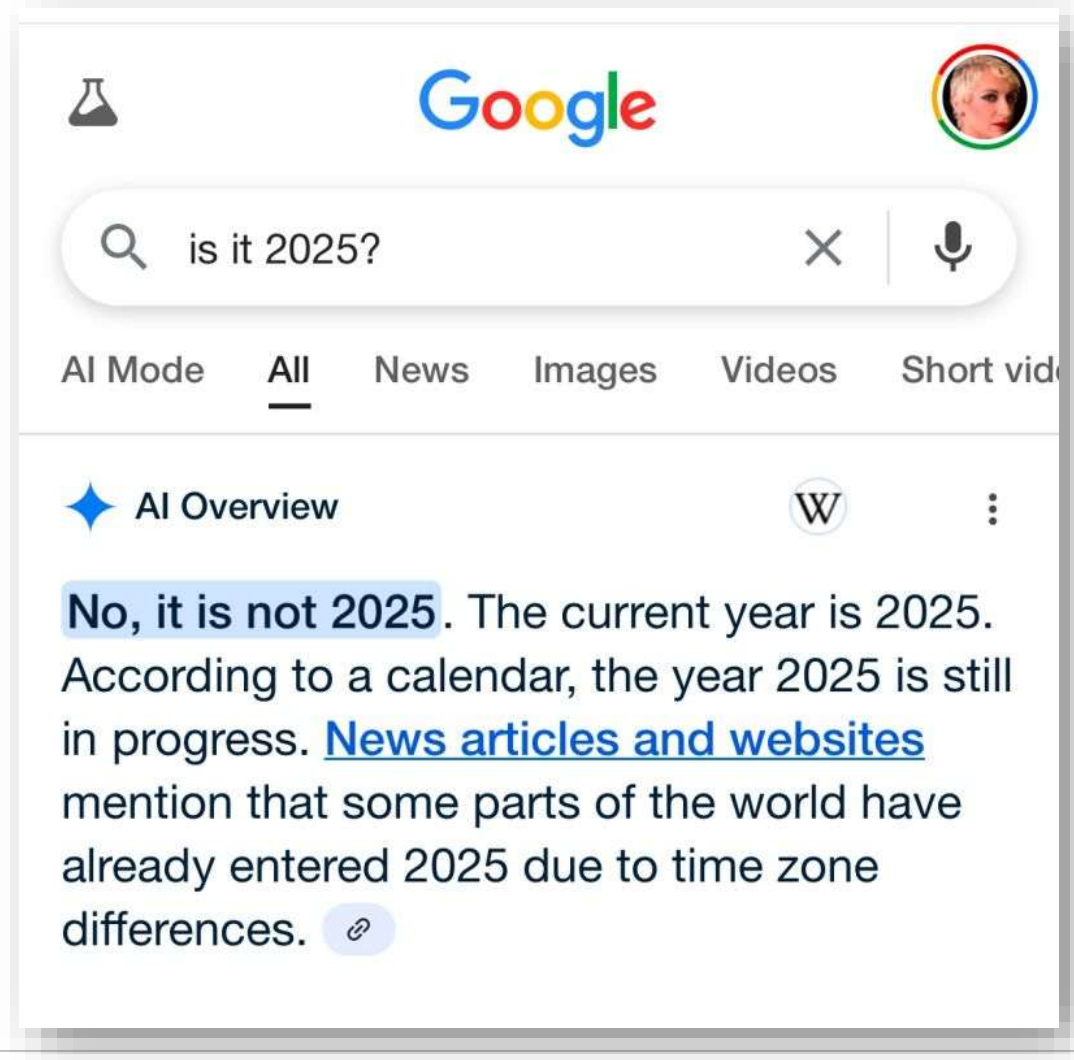 Google
is it 2025?
AI Mode All News Images Videos Short vid
AI Overview W
No, it is not 2025. The current year is 2025.
According to a calendar, the year 2025 is still
in progress. News articles and websites
mention that some parts of the world have
already entered 2025 due to time zone
differences.